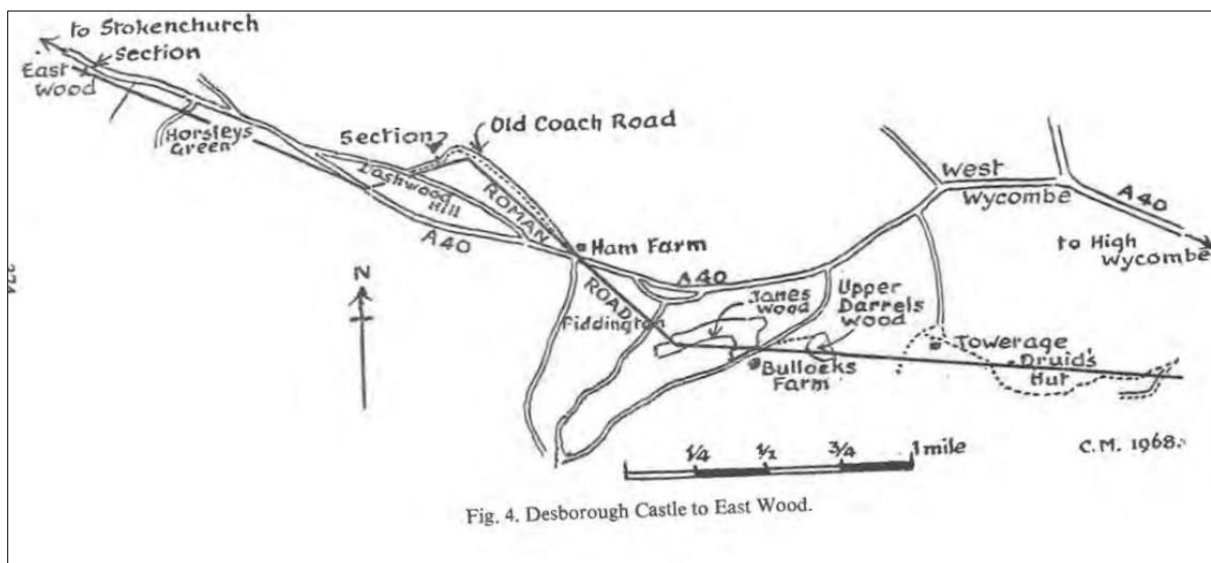 to Stokenchurch
Section
East
Wood
Horsleys
Green
Section
Old Coach Road
Dashwood
Hill
ROMAN
A40
Ham Farm
ROAD
N
Piddington
A40
Janes
Wood
Upper
Darrels
Wood
Bullocks
Farm
West
Wycombe
A40
to High
Wycombe
Towerage
Druid's
Hut
1/4 1/2 3/4 1 mile
C.M. 1968.
Fig. 4. Desborough Castle to East Wood.